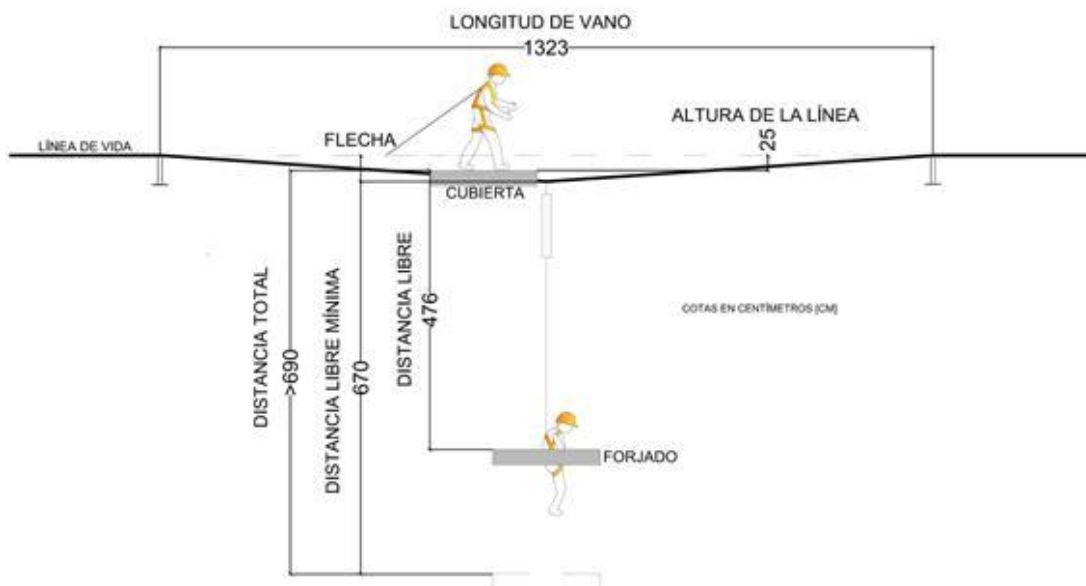 LONGITUD DE VANO
1323
ALTURA DE LA LÍNEA
25
FLECHA
LÍNEA DE VIDA
CUBIERTA
DISTANCIA TOTAL
>690
DISTANCIA LIBRE MÍNIMA
670
DISTANCIA LIBRE
476
COTAS EN CENTÍMETROS [CM]
FORJADO